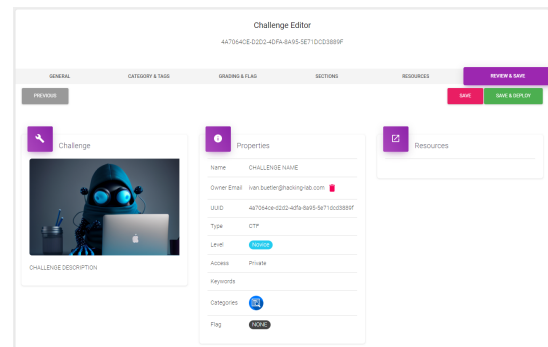 Challenge Editor
4A7064CE-D2D2-4DFA-8A95-5E71DCD3889F
GENERAL
CATEGORY & TAGS
GRADING & FLAG
SECTIONS
RESOURCES
REVIEW & SAVE
PREVIOUS
SAVE
SAVE & DEPLOY
Challenge
CHALLENGE DESCRIPTION
Properties
Name CHALLENGE NAME
Owner Email ivan.buetler@hacking-lab.com
UUID 4a7064ce-d2d2-4dfa-8a95-5e71dcd3889f
Type CTF
Level Novice
Access Private
Keywords
Categories
Flag NONE
Resources